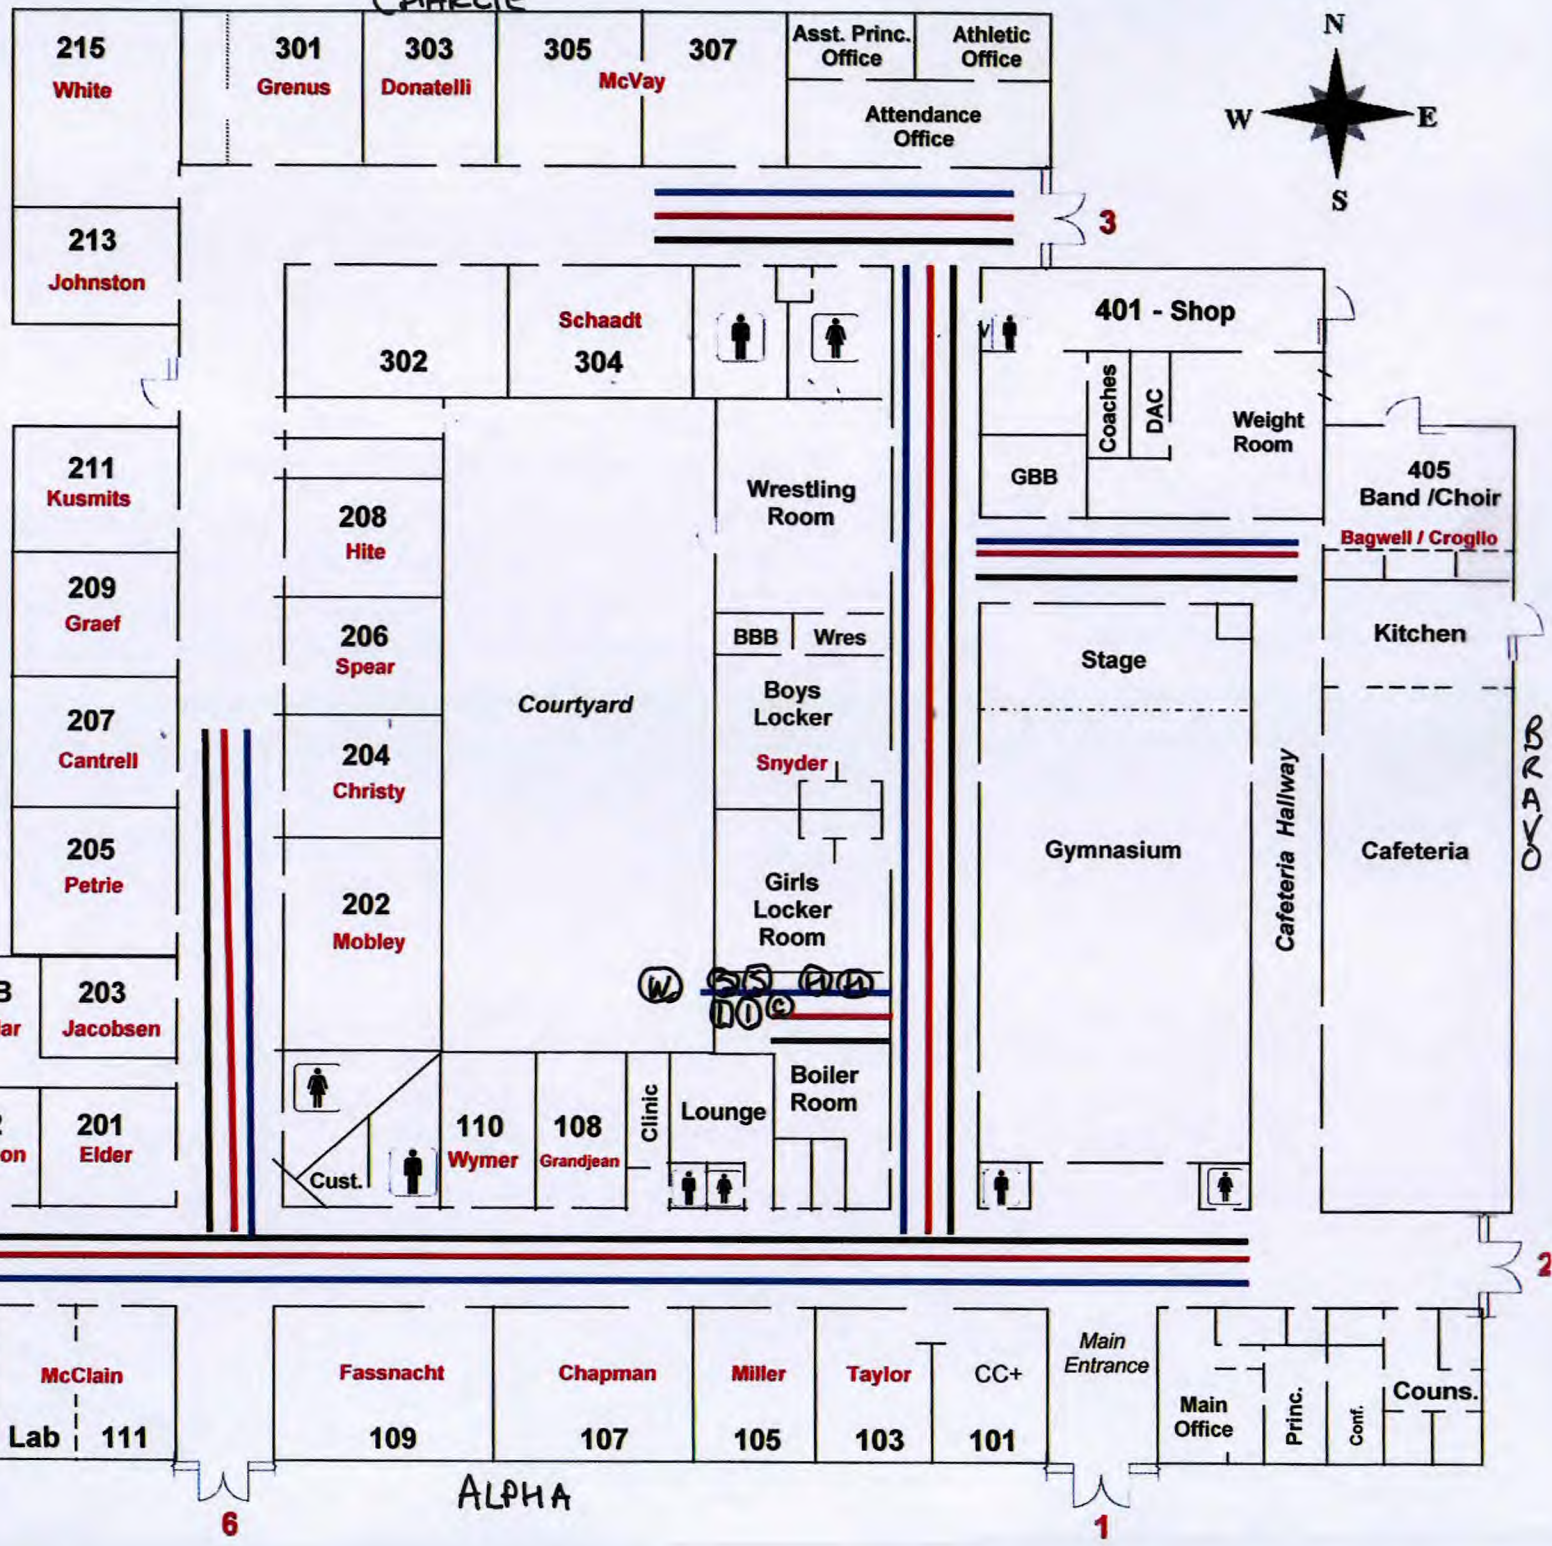 CHARLIE
215
White
301
Grenus
303
Donatelli
305
307
McVay
Asst. Princ.
Office
Athletic
Office
Attendance
Office
N
W
E
S
3
213
Johnston
302
Schaadt
304
401 - Shop
Coaches
DAC
Weight
Room
GBB
405
Band /Choir
Bagwell / Croglio
211
Kusmits
208
Hite
Wrestling
Room
209
Graef
206
Spear
BBB
Wres
Kitchen
Stage
207
Cantrell
204
Christy
Courtyard
Boys
Locker
Snyder
BRAVO
205
Petrie
202
Mobley
Girls
Locker
Room
Gymnasium
Cafeteria Hallway
Cafeteria
B
ar
203
Jacobsen
W
C
201
Elder
on
Cust.
110
Wymer
108
Grandjean
Clinic
Lounge
Boiler
Room
2
McClain
Lab
111
Fassnacht
109
Chapman
107
Miller
105
Taylor
103
CC+
101
Main
Entrance
Main
Office
Princ.
Conf.
Couns.
6
ALPHA
1